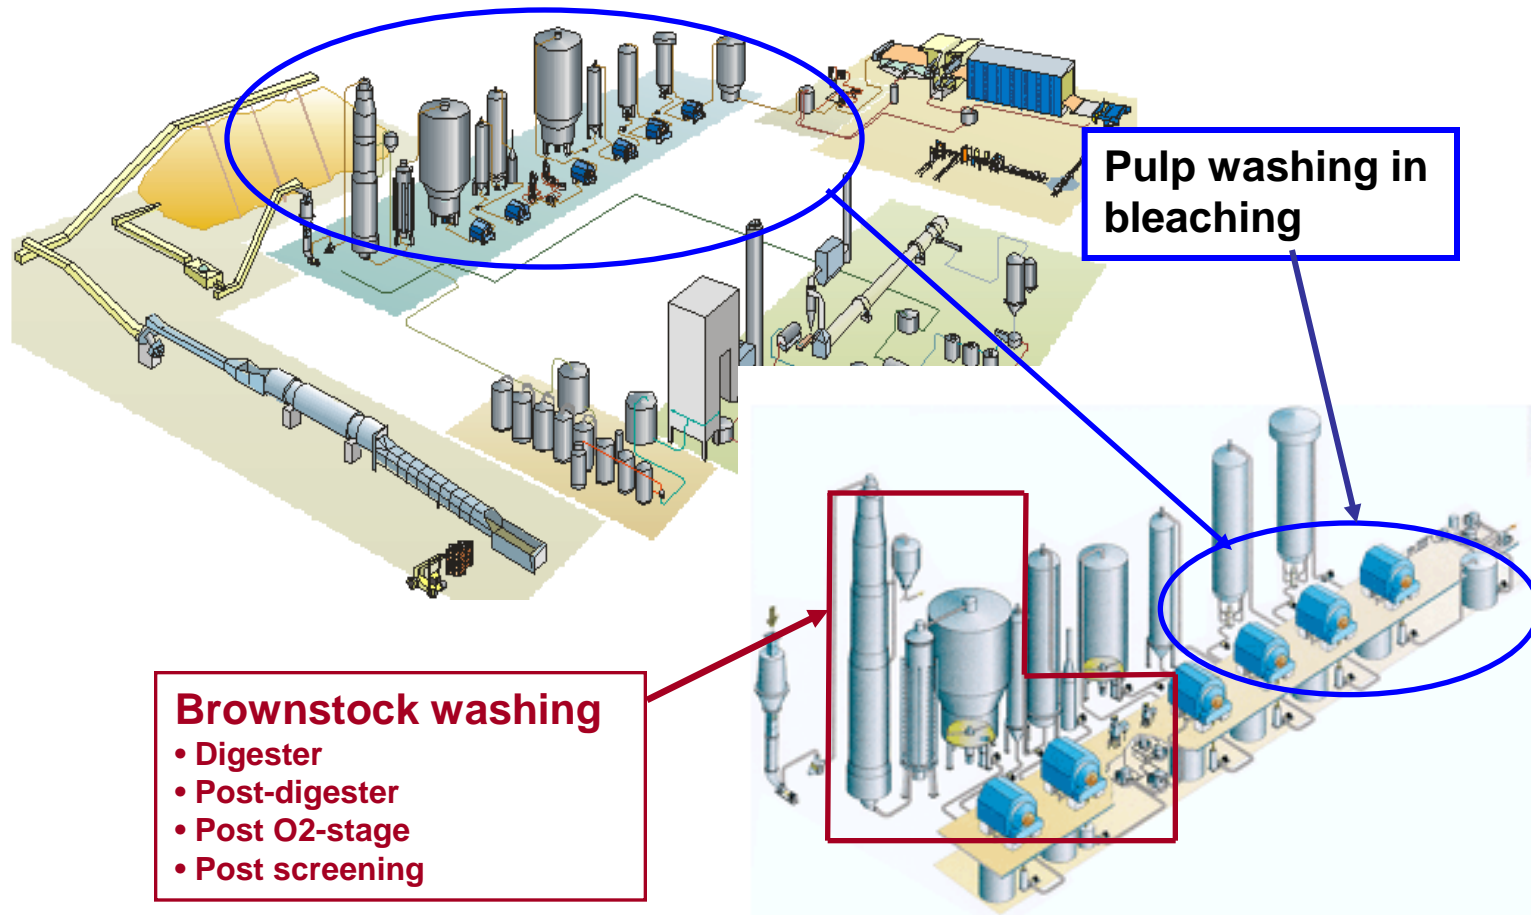 Pulp washing in
bleaching
Brownstock washing
• Digester
• Post-digester
• Post O2-stage
• Post screening